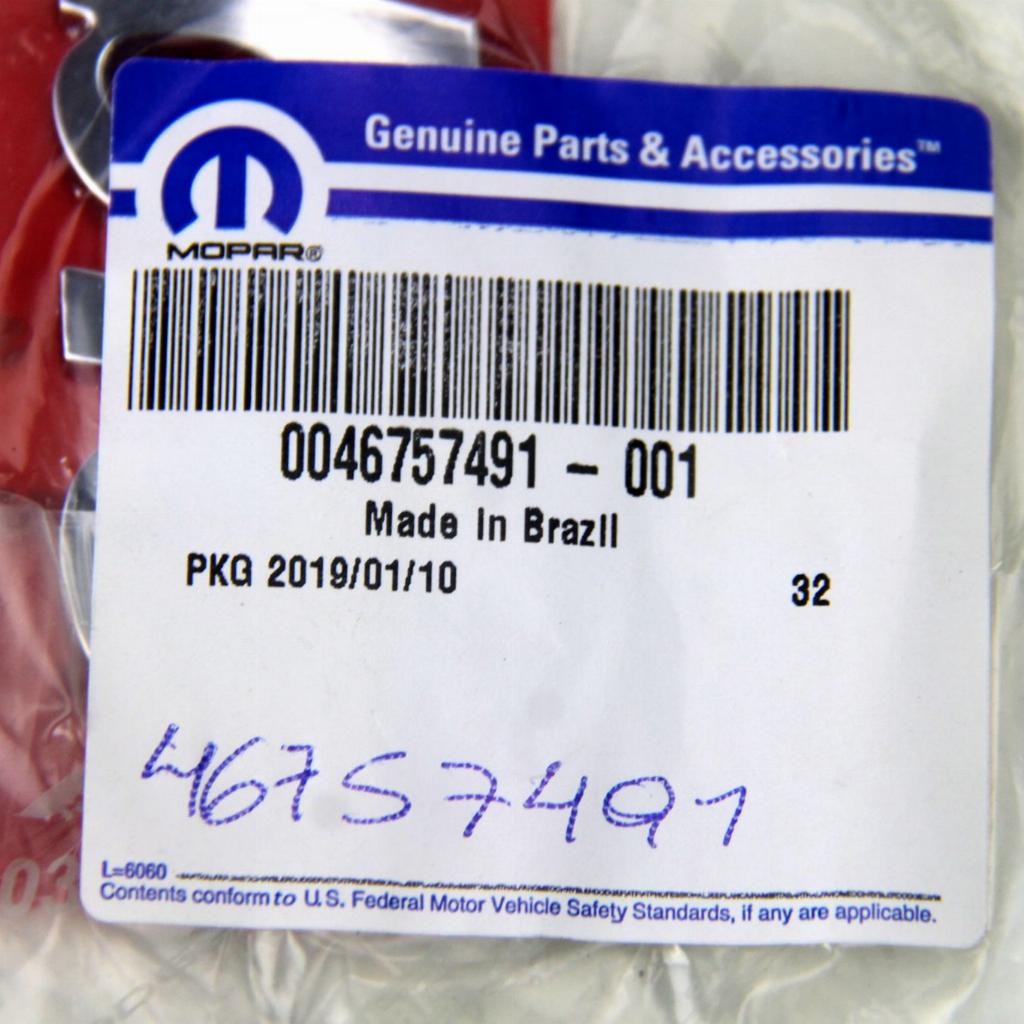 Genuine Parts & Accessories™
MOPAR®
0046757491 - 001
Made In Brazil
PKG 2019/01/10 32
46757491
L=6060
Contents conform to U.S. Federal Motor Vehicle Safety Standards, if any are applicable.
03